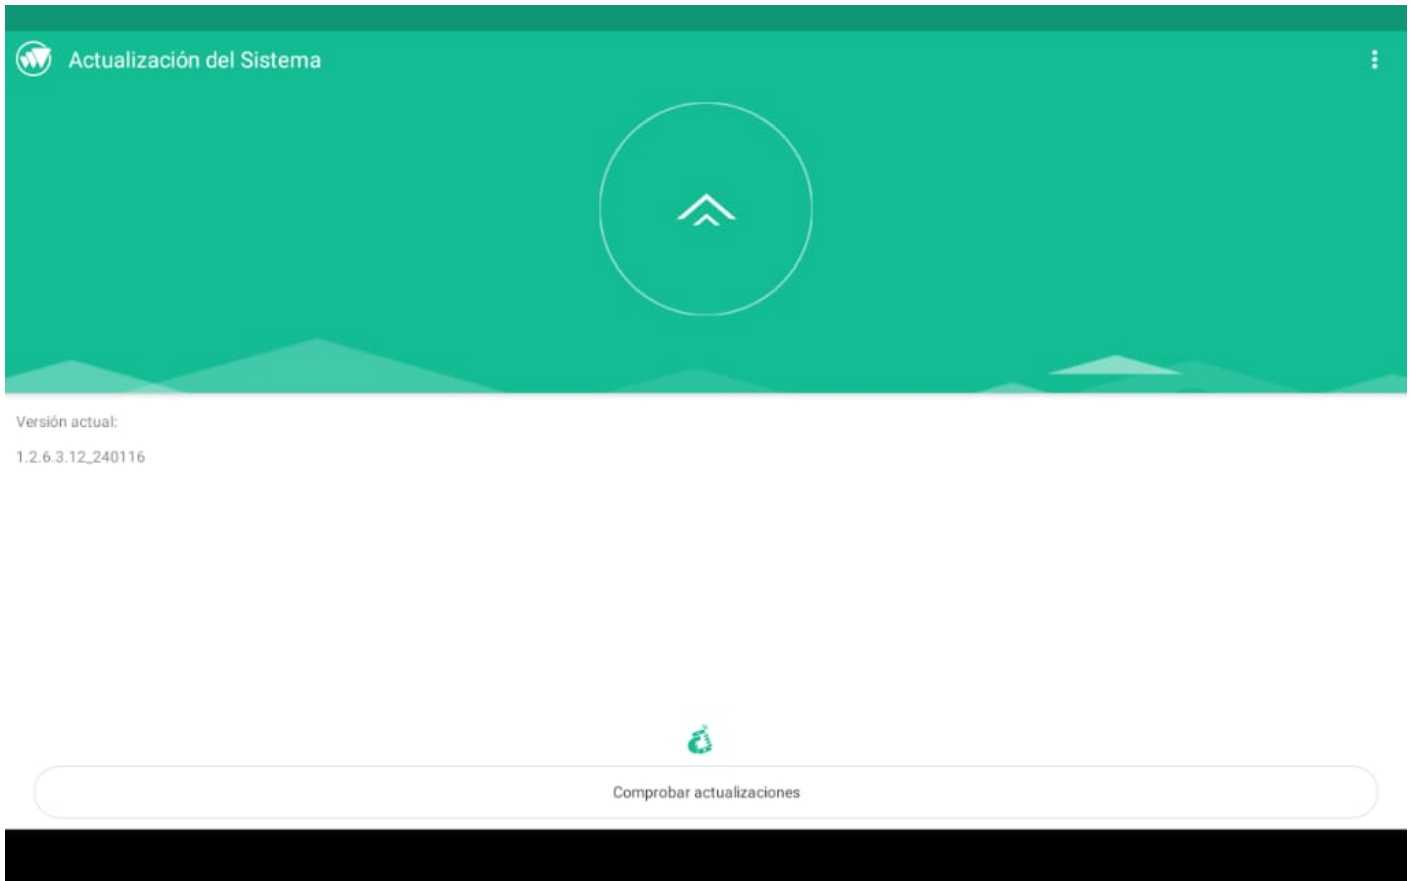 Actualización del Sistema
Versión actual:
1.2.6.3.12_240116
Comprobar actualizaciones